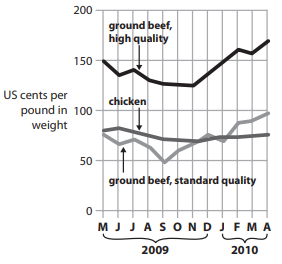 200
ground beef,
high quality
150
US cents per
pound in
weight
100
chicken
50
ground beef, standard quality
0
M J J A S O N D J F M A
2009 2010